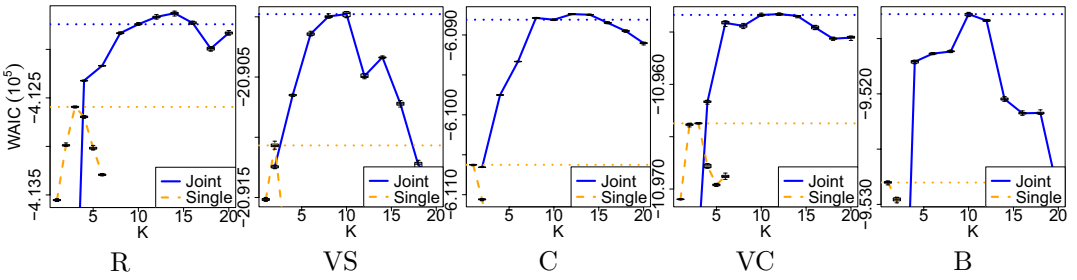 WAIC (10⁵)
-4.125
-4.135
Joint
Single
5 10 15 20
K
R
-20.905
-20.915
Joint
Single
5 10 15 20
K
VS
-6.090
-6.100
-6.110
Joint
Single
5 10 15 20
K
C
-10.960
-10.970
Joint
Single
5 10 15 20
K
VC
-9.520
-9.530
Joint
Single
5 10 15 20
K
B